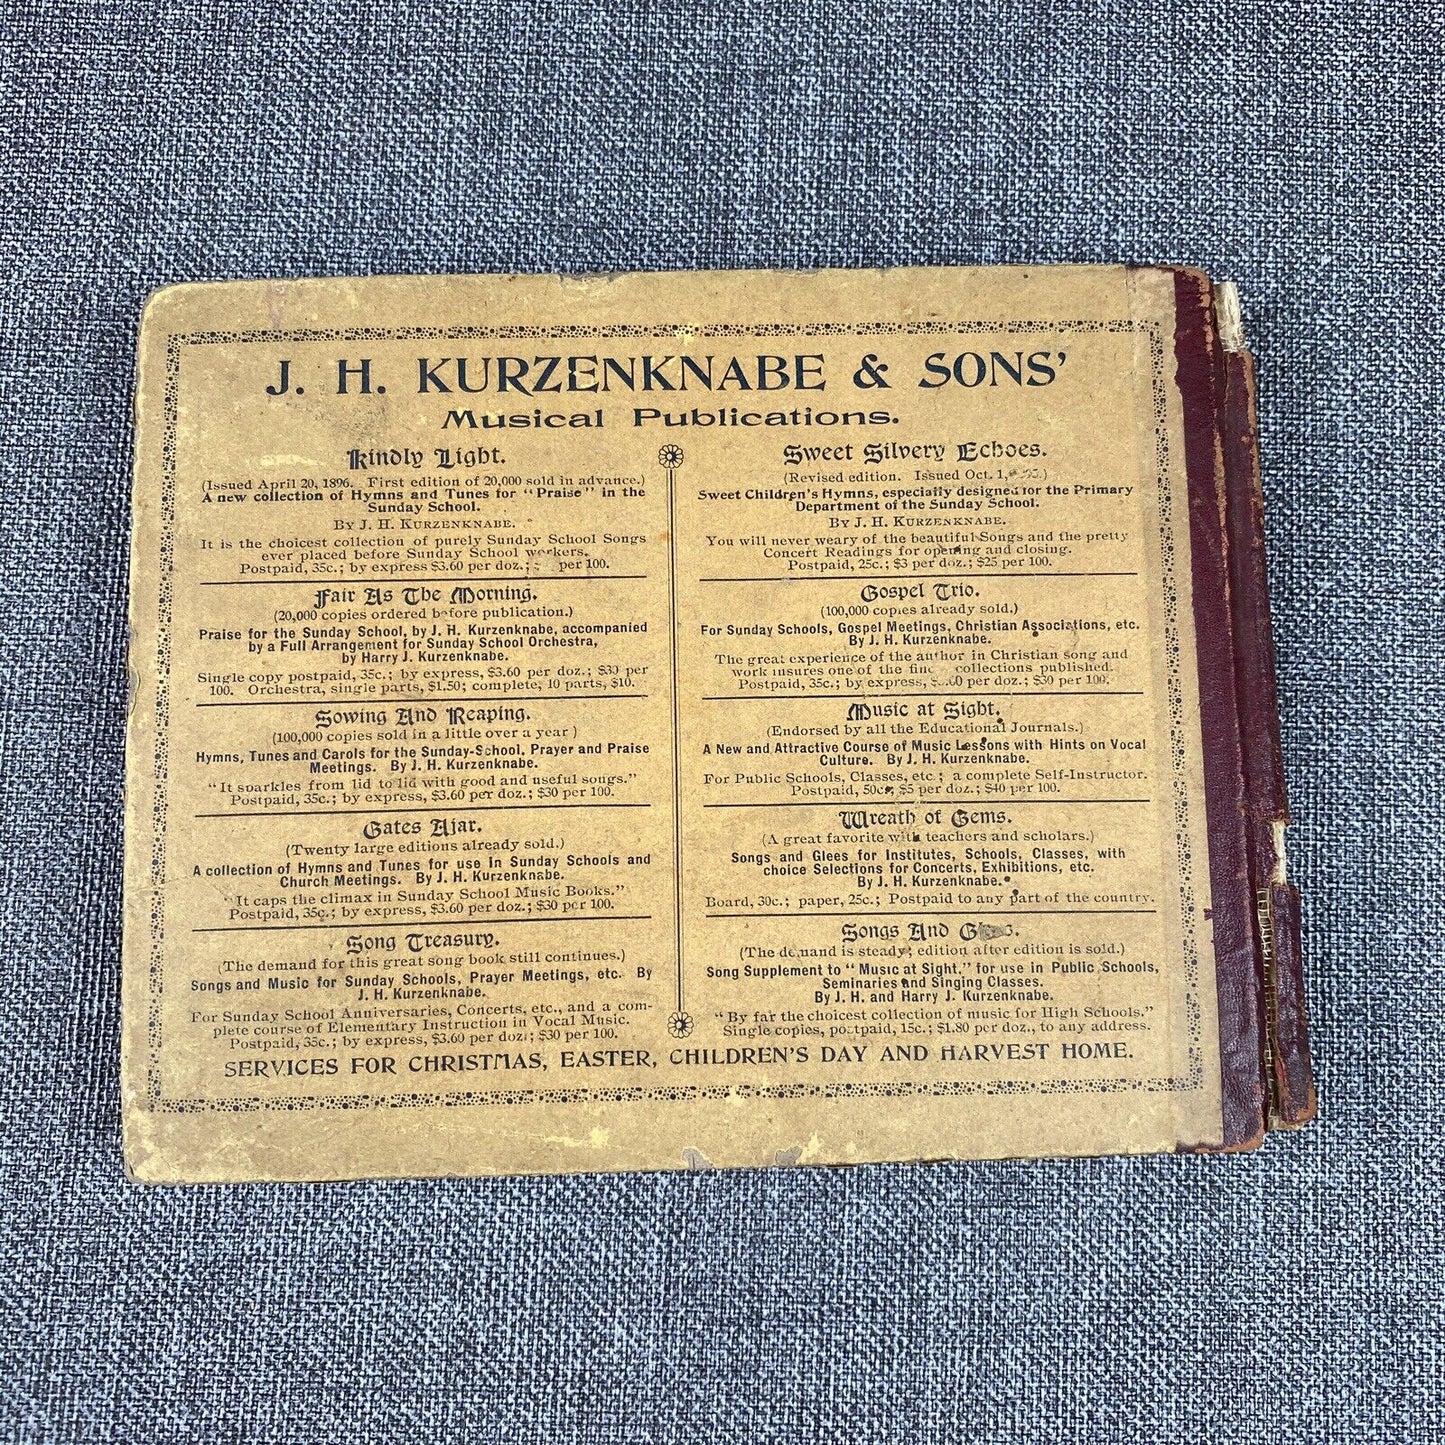 J. H. KURZENKNABE & SONS'
Musical Publications.
Kindly Light.
(Issued April 20, 1896. First edition of 20,000 sold in advance.)
A new collection of Hymns and Tunes for "Praise" in the
Sunday School.
BY J. H. KURZENKNABE.
It is the choicest collection of purely Sunday School Songs
ever placed before Sunday School workers.
Postpaid, 35c.; by express $3.60 per doz.; per 100.
Fair As The Morning.
(20,000 copies ordered before publication.)
Praise for the Sunday School, by J. H. Kurzenknabe, accompanied
by a Full Arrangement for Sunday School Orchestra,
by Harry J. Kurzenknabe.
Single copy postpaid, 35c.; by express, $3.60 per doz.; $30 per
100. Orchestra, single parts, $1.50; complete, 10 parts, $10.
Sowing And Reaping.
(100,000 copies sold in a little over a year)
Hymns, Tunes and Carols for the Sunday-School, Prayer and Praise
Meetings. By J. H. Kurzenknabe.
"It sparkles from lid to lid with good and useful songs."
Postpaid, 35c.; by express, $3.60 per doz.; $30 per 100.
Gates Ajar.
(Twenty large editions already sold.)
A collection of Hymns and Tunes for use in Sunday Schools and
Church Meetings. By J. H. Kurzenknabe.
"It caps the climax in Sunday School Music Books."
Postpaid, 35c.; by express, $3.60 per doz.; $30 per 100.
Song Treasury.
(The demand for this great song book still continues.)
Songs and Music for Sunday Schools, Prayer Meetings, etc. By
J. H. Kurzenknabe.
For Sunday School Anniversaries, Concerts, etc., and a com-
plete course of Elementary Instruction in Vocal Music.
Postpaid, 35c.; by express, $3.60 per doz.; $30 per 100.
Sweet Silvery Echoes.
(Revised edition. Issued Oct. 1,
Sweet Children's Hymns, especially designed for the Primary
Department of the Sunday School.
BY J. H. KURZENKNABE.
You will never weary of the beautiful Songs and the pretty
Concert Readings for opening and closing.
Postpaid, 25c.; $3 per doz.; $25 per 100.
Gospel Trio.
(100,000 copies already sold.)
For Sunday Schools, Gospel Meetings, Christian Associations, etc.
By J. H. Kurzenknabe.
The great experience of the author in Christian song and
work insures one of the collections published.
Postpaid, 35c.; by express, per doz.; $30 per 100.
Music at Sight.
(Endorsed by all the Educational Journals.)
A New and Attractive Course of Music Lessons with Hints on Vocal
Culture. By J. H. Kurzenknabe.
For Public Schools, Classes, etc.; a complete Self-Instructor.
Postpaid, 50c.; $5 per doz.; $40 per 100.
Wreath of Gems.
(A great favorite with teachers and scholars.)
Songs and Glees for Institutes, Schools, Classes, with
choice Selections for Concerts, Exhibitions, etc.
By J. H. Kurzenknabe.
Board, 30c.; paper, 25c.; Postpaid to any part of the country.
Songs And
(The demand is steady; edition after edition is sold.)
Song Supplement to "Music at Sight," for use in Public Schools,
Seminaries and Singing Classes.
By J. H. and Harry J. Kurzenknabe.
"By far the choicest collection of music for High Schools."
Single copies, postpaid, 15c.; $1.80 per doz., to any address.
SERVICES FOR CHRISTMAS, EASTER, CHILDREN'S DAY AND HARVEST HOME.